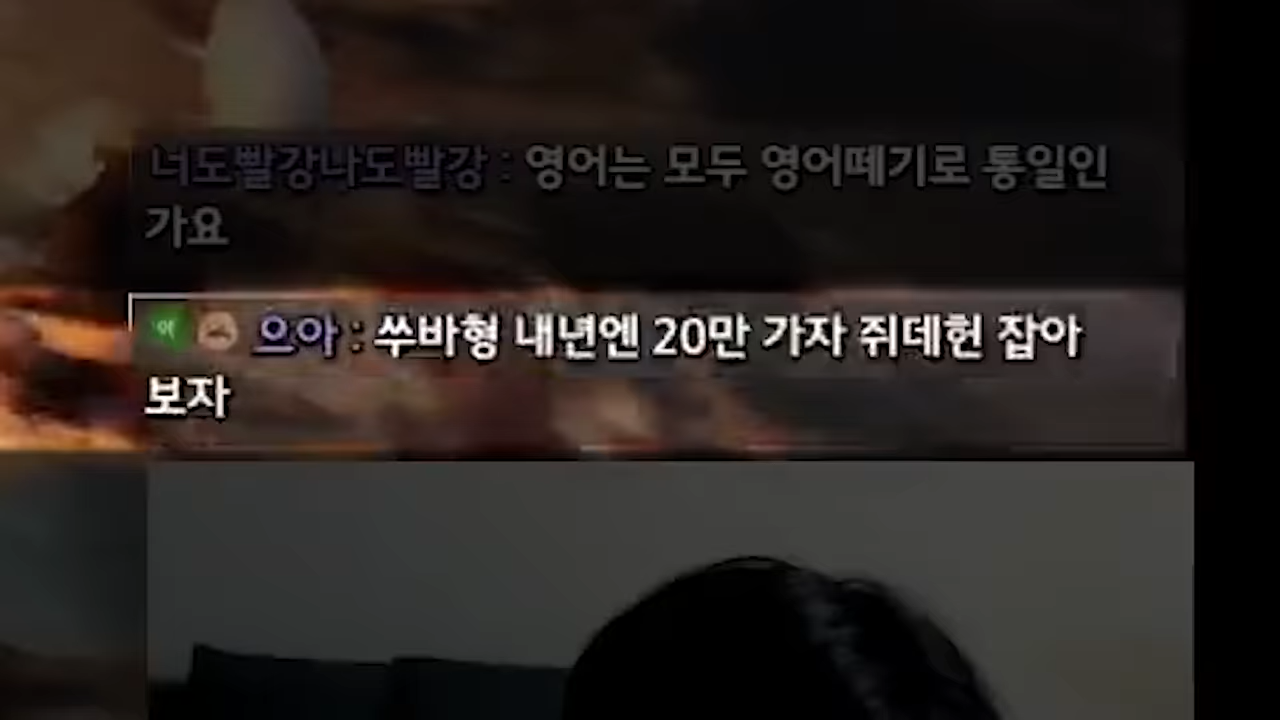 너도빨강나도빨강 : 영어는 모두 영어떼기로 통일인
가요
으아 : 쑤바형 내년엔 20만 가자 쥐데헌 잡아
보자